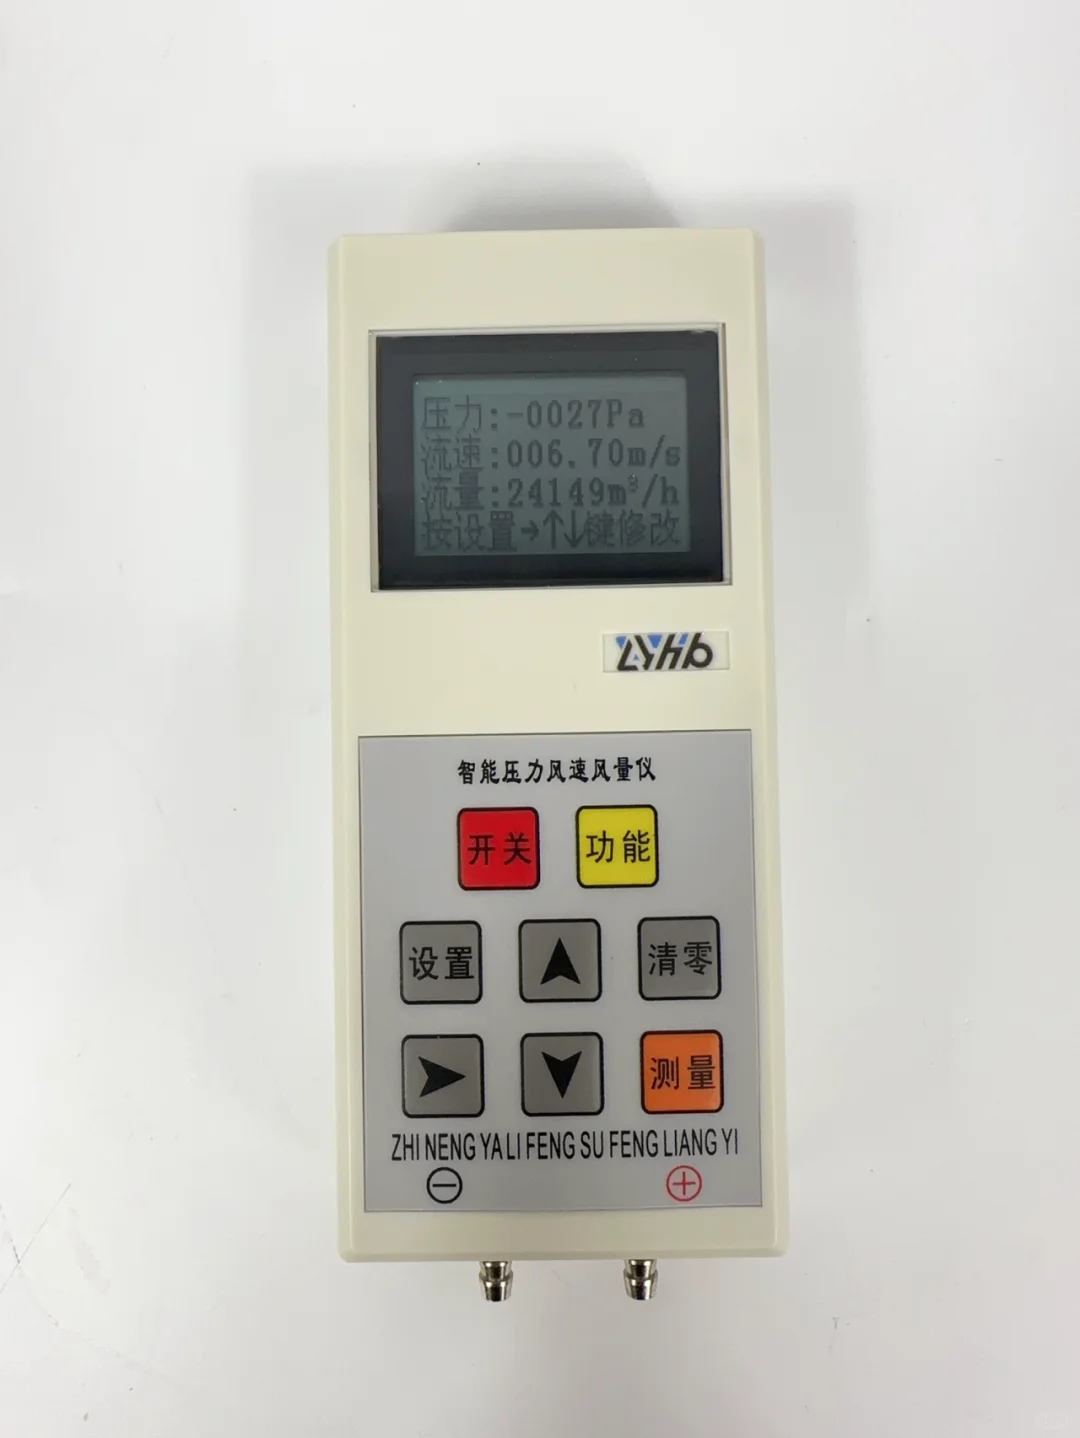 压力:-0027Pa
流速:006.70m/s
流量:24149m³/h
按设置→↑↓键修改
ZYHb
智能压力风速风量仪
开关 功能
设置 清零
测量
ZHI NENG YA LI FENG SU FENG LIANG YI
⊖ ⊕